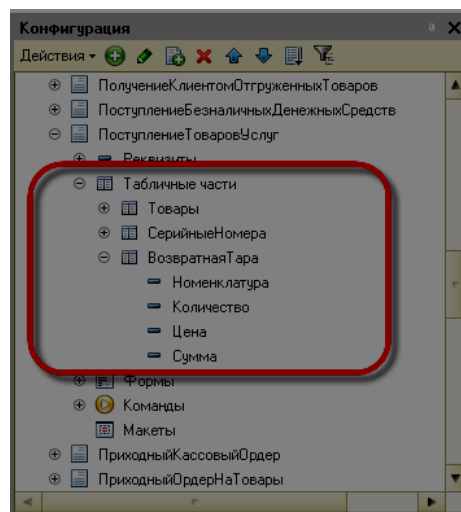 Конфигурация
Действия
ПолучениеКлиентомОтгруженныхТоваров
ПоступлениеБезналичныхДенежныхСредств
ПоступлениеТоваровУслуг
Реквизиты
Табличные части
Товары
СерийныеНомера
ВозвратнаяТара
Номенклатура
Количество
Цена
Сумма
Формы
Команды
Макеты
ПриходныйКассовыйОрдер
ПриходныйОрдерНаТовары